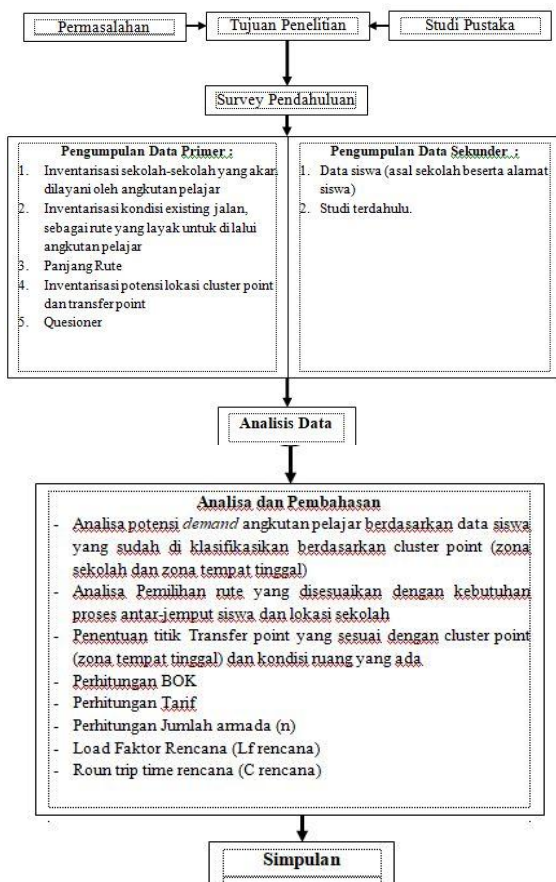 Permasalahan
Tujuan Penelitian
Studi Pustaka
Survey Pendahuluan
Pengumpulan Data Primer :
1. Inventarisasi sekolah-sekolah yang akan
dilayani oleh angkutan pelajar
2. Inventarisasi kondisi existing jalan,
sebagai rute yang layak untuk di lalui
angkutan pelajar
3. Panjang Rute
4. Inventarisasi potensi lokasi cluster point
dan transfer point
5. Quesioner
Pengumpulan Data Sekunder :
1. Data siswa (asal sekolah beserta alamat
siswa)
2. Studi terdahulu.
Analisis Data
Analisa dan Pembahasan
- Analisa potensi demand angkutan pelajar berdasarkan data siswa
yang sudah di klasifikasikan berdasarkan cluster point (zona
sekolah dan zona tempat tinggal)
- Analisa Pemilihan rute yang disesuaikan dengan kebutuhan
proses antar-jemput siswa dan lokasi sekolah
- Penentuan titik Transfer point yang sesuai dengan cluster point
(zona tempat tinggal) dan kondisi ruang yang ada
- Perhitungan BOK
- Perhitungan Tarif
- Perhitungan Jumlah armada (n)
- Load Faktor Rencana (Lf rencana)
- Roun trip time rencana (C rencana)
Simpulan